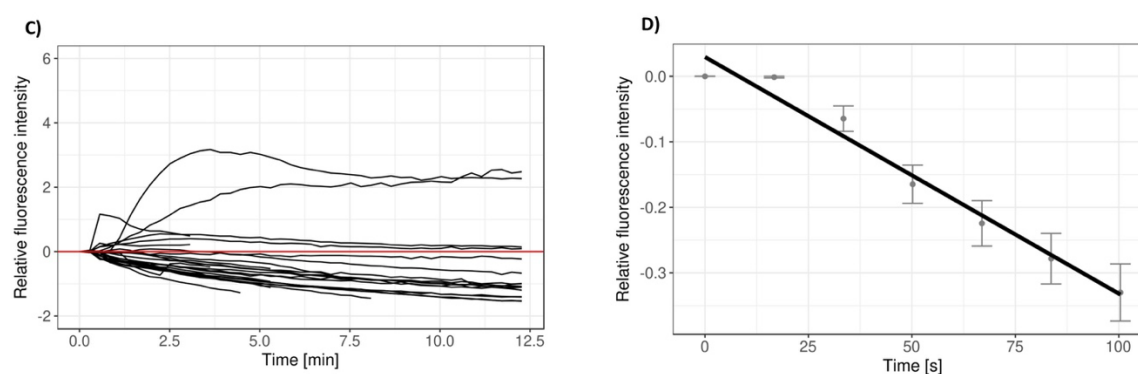 C)
Relative fluorescence intensity
6
4
2
0
-2
0.0 2.5 5.0 7.5 10.0 12.5
Time [min]
D)
Relative fluorescence intensity
0.0
-0.1
-0.2
-0.3
0 25 50 75 100
Time [s]